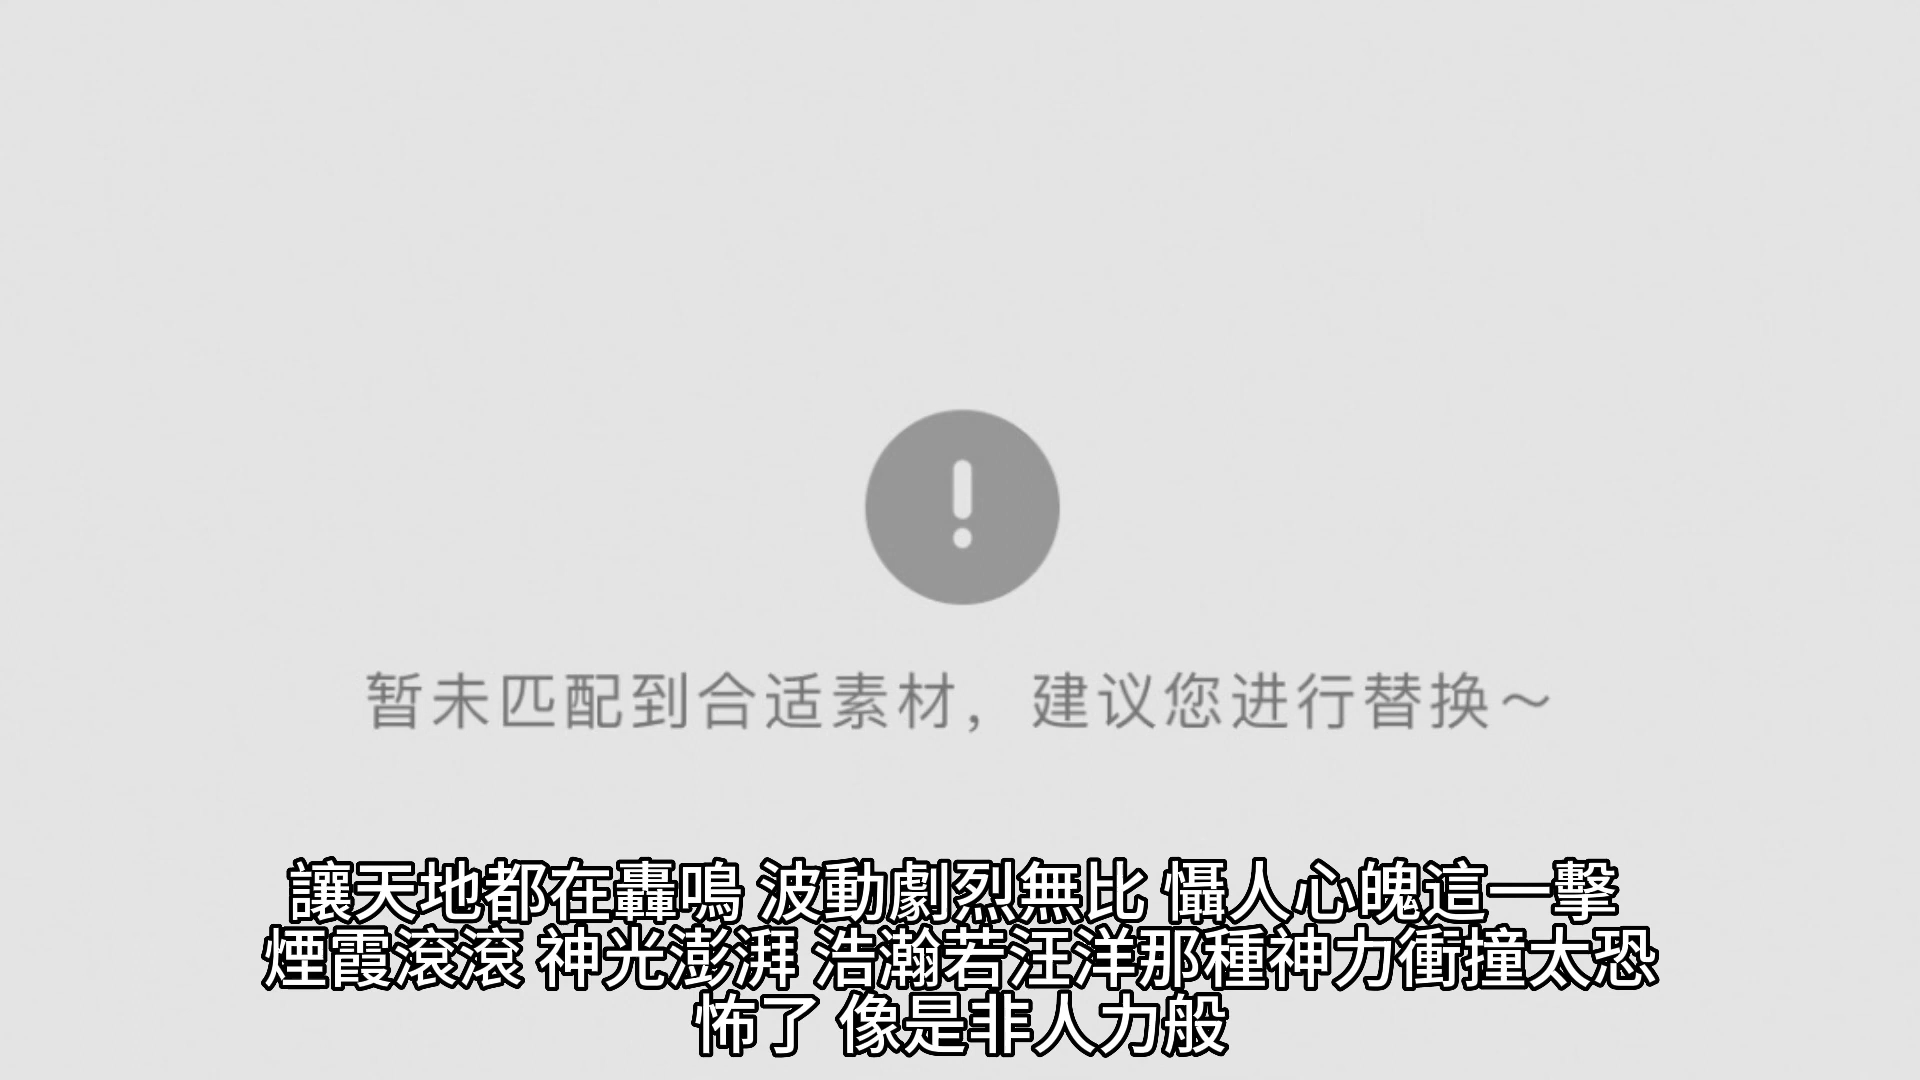 暂未匹配到合适素材，建议您进行替换～
讓天地都在轟鳴 波動劇烈無比 懾人心魄這一擊
煙霞滾滾 神光澎湃 浩瀚若汪洋那種神力衝撞太恐
怖了 像是非人力般